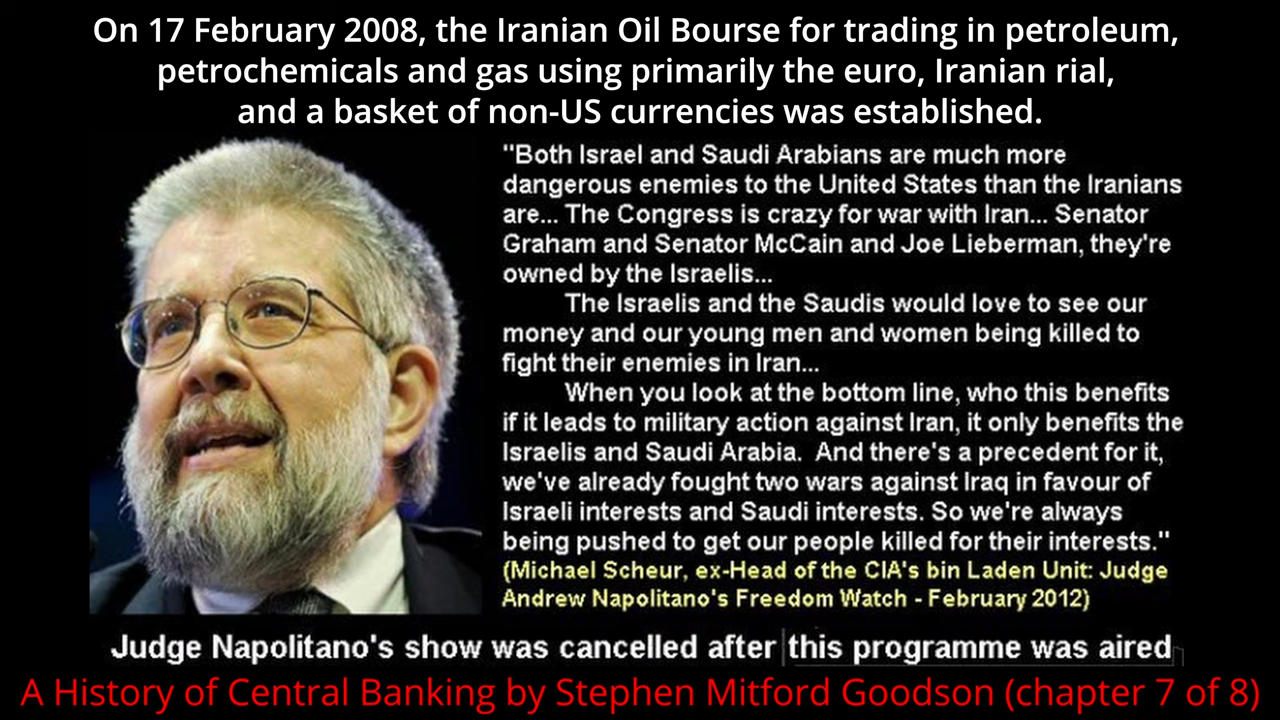 On 17 February 2008, the Iranian Oil Bourse for trading in petroleum,
petrochemicals and gas using primarily the euro, Iranian rial,
and a basket of non-US currencies was established.
"Both Israel and Saudi Arabians are much more
dangerous enemies to the United States than the Iranians
are... The Congress is crazy for war with Iran... Senator
Graham and Senator McCain and Joe Lieberman, they're
owned by the Israelis...
The Israelis and the Saudis would love to see our
money and our young men and women being killed to
fight their enemies in Iran...
When you look at the bottom line, who this benefits
if it leads to military action against Iran, it only benefits the
Israelis and Saudi Arabia. And there's a precedent for it,
we've already fought two wars against Iraq in favour of
Israeli interests and Saudi interests. So we're always
being pushed to get our people killed for their interests."
(Michael Scheur, ex-Head of the CIA's bin Laden Unit: Judge
Andrew Napolitano's Freedom Watch - February 2012)
Judge Napolitano's show was cancelled after this programme was aired
A History of Central Banking by Stephen Mitford Goodson (chapter 7 of 8)